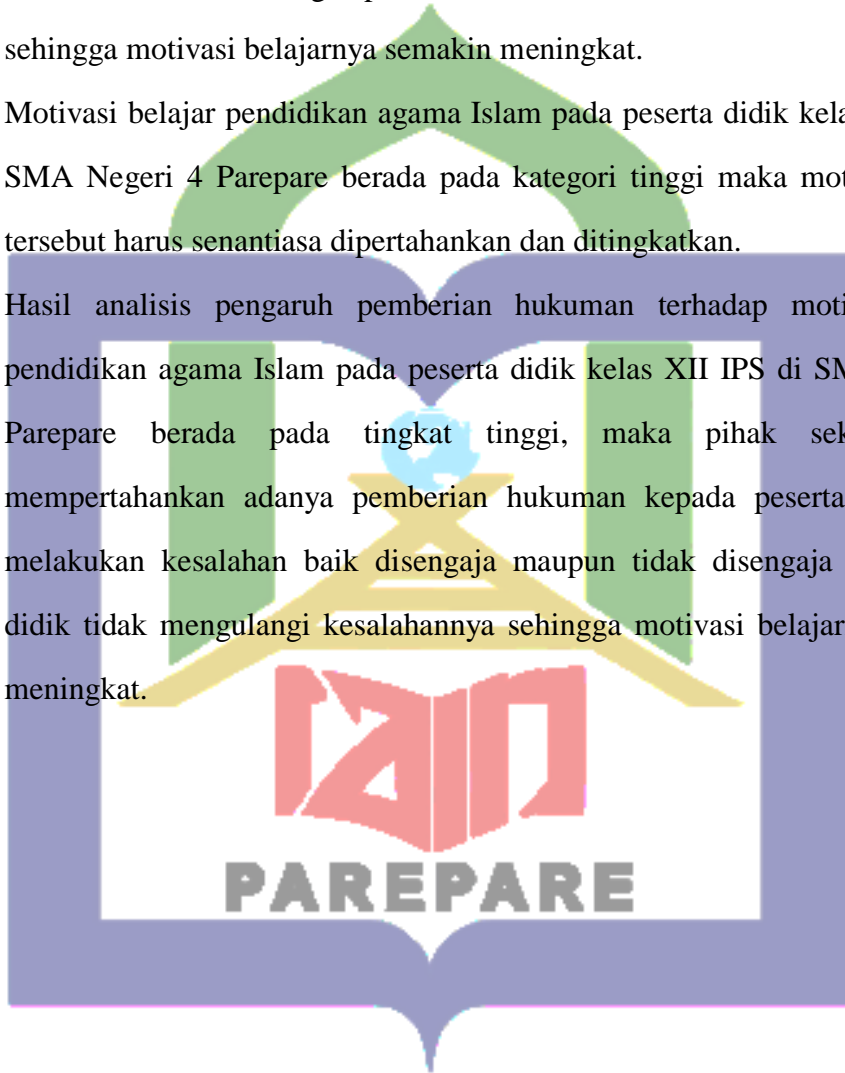 sehingga motivasi belajarnya semakin meningkat.
Motivasi belajar pendidikan agama Islam pada peserta didik kela
SMA Negeri 4 Parepare berada pada kategori tinggi maka mot
tersebut harus senantiasa dipertahankan dan ditingkatkan.
Hasil analisis pengaruh pemberian hukuman terhadap moti
pendidikan agama Islam pada peserta didik kelas XII IPS di SM
Parepare berada pada tingkat tinggi, maka pihak sek
mempertahankan adanya pemberian hukuman kepada peserta
melakukan kesalahan baik disengaja maupun tidak disengaja
didik tidak mengulangi kesalahannya sehingga motivasi belajar
meningkat.
iain
PAREPARE